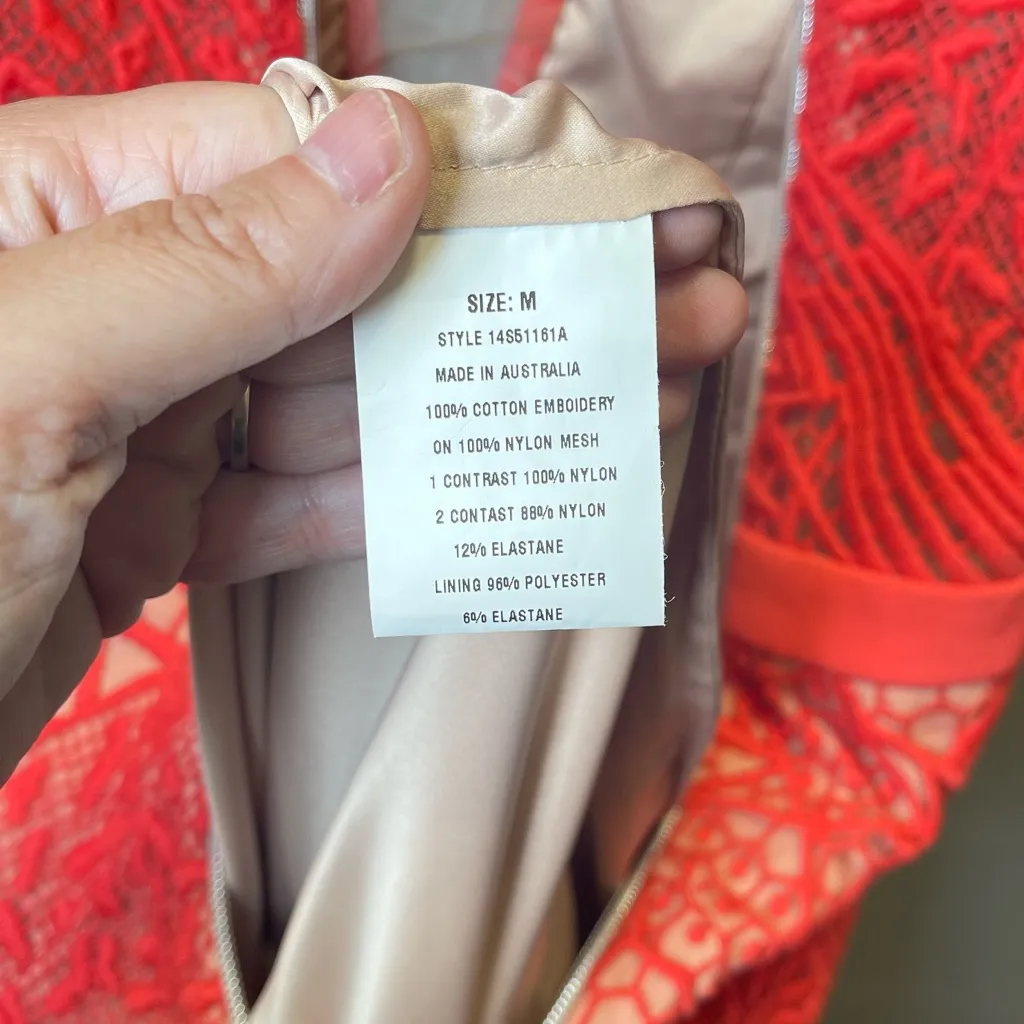 SIZE: M
STYLE 14S51161A
MADE IN AUSTRALIA
100% COTTON EMBOIDERY
ON 100% NYLON MESH
1 CONTRAST 100% NYLON
2 CONTAST 88% NYLON
12% ELASTANE
LINING 96% POLYESTER
6% ELASTANE